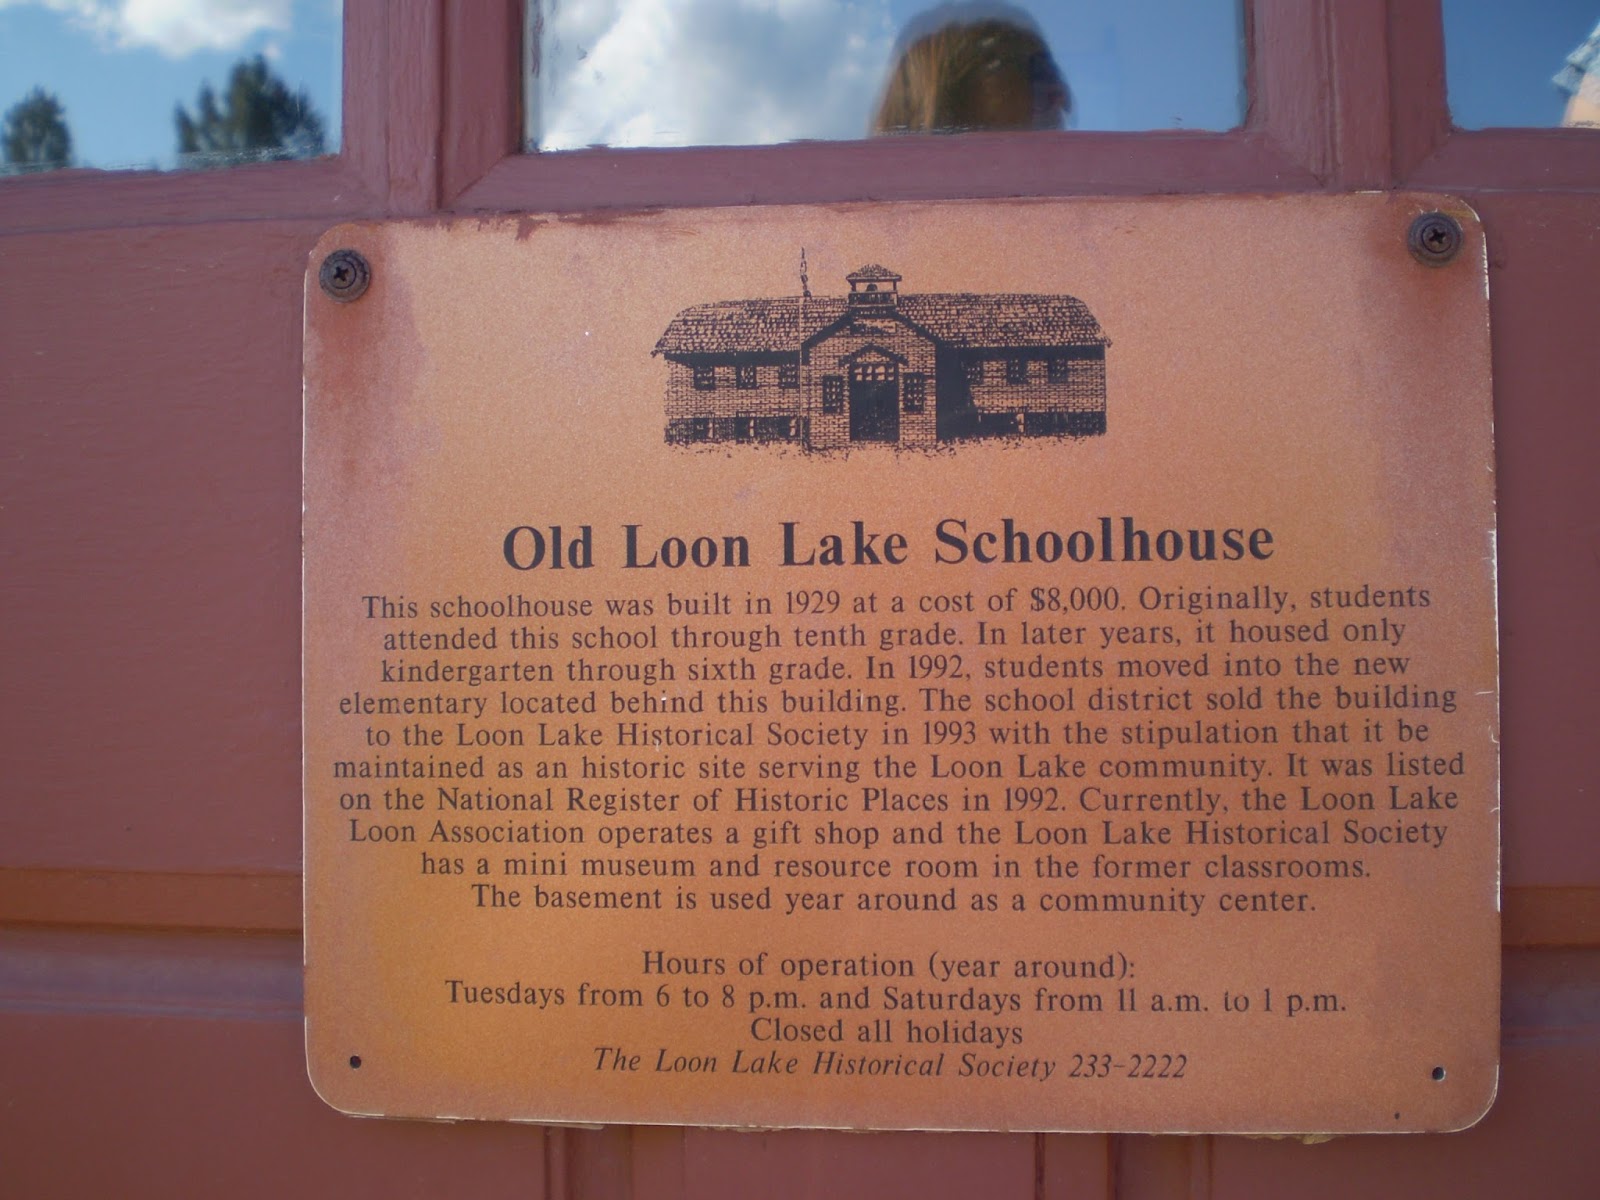 Old Loon Lake Schoolhouse
This schoolhouse was built in 1929 at a cost of $8,000. Originally, students
attended this school through tenth grade. In later years, it housed only
kindergarten through sixth grade. In 1992, students moved into the new
elementary located behind this building. The school district sold the building
to the Loon Lake Historical Society in 1993 with the stipulation that it be
maintained as an historic site serving the Loon Lake community. It was listed
on the National Register of Historic Places in 1992. Currently, the Loon Lake
Loon Association operates a gift shop and the Loon Lake Historical Society
has a mini museum and resource room in the former classrooms.
The basement is used year around as a community center.
Hours of operation (year around):
Tuesdays from 6 to 8 p.m. and Saturdays from 11 a.m. to 1 p.m.
Closed all holidays
The Loon Lake Historical Society 233-2222